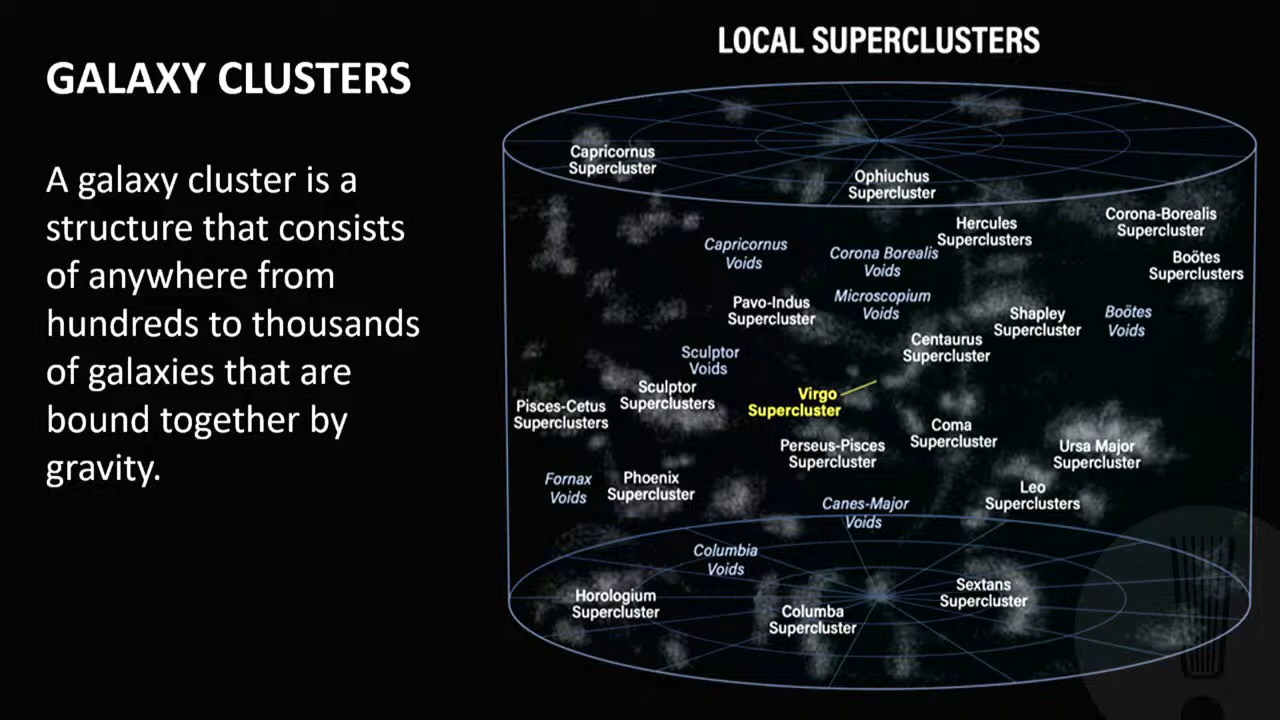 GALAXY CLUSTERS
A galaxy cluster is a
structure that consists
of anywhere from
hundreds to thousands
of galaxies that are
bound together by
gravity.
LOCAL SUPERCLUSTERS
Capricornus
Supercluster
Ophiuchus
Supercluster
Hercules
Superclusters
Corona-Borealis
Supercluster
Capricornus
Voids
Corona Borealis
Voids
Boötes
Superclusters
Pavo-Indus
Supercluster
Microscopium
Voids
Shapley
Supercluster
Boötes
Voids
Centaurus
Supercluster
Sculptor
Voids
Sculptor
Superclusters
Virgo
Supercluster
Pisces-Cetus
Superclusters
Perseus-Pisces
Supercluster
Coma
Supercluster
Ursa Major
Supercluster
Fornax
Voids
Phoenix
Supercluster
Canes-Major
Voids
Leo
Superclusters
Columbia
Voids
Horologium
Supercluster
Columba
Supercluster
Sextans
Supercluster